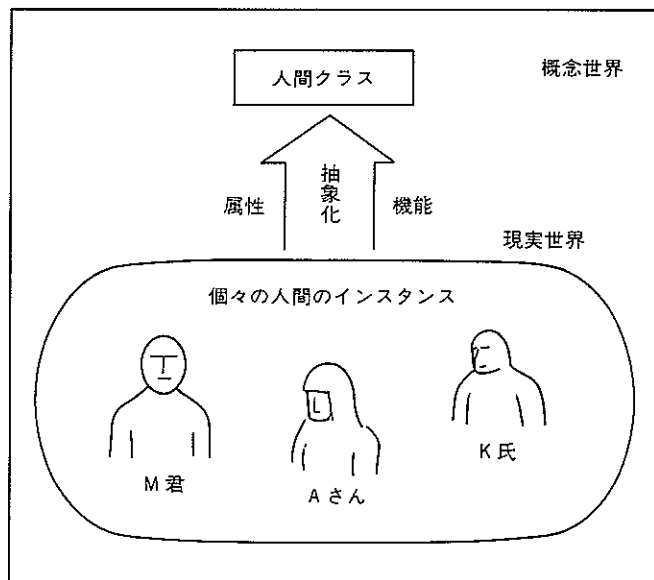 人間クラス
概念世界
抽象化
属性
機能
現実世界
個々の人間のインスタンス
M君
Aさん
K氏